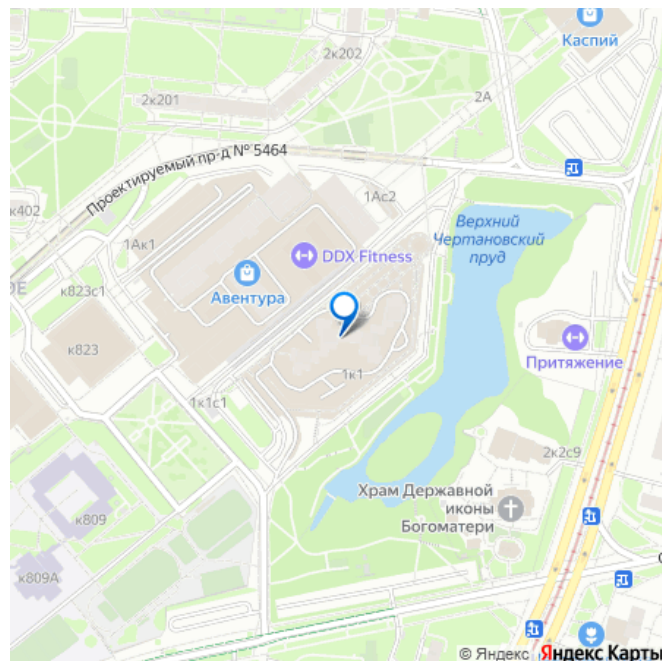 Каспий
2к202
2к201
2А
Проектируемый пр-д № 5464
к402
1Ас2
Верхний
Чертановский
пруд
1Ак1
DDX Fitness
Авентура
к823с1
к823
Притяжение
1к1
1к1с1
2к2с9
Храм Державной
иконы
Богоматери
к809
к809А
© Яндекс Яндекс Карты